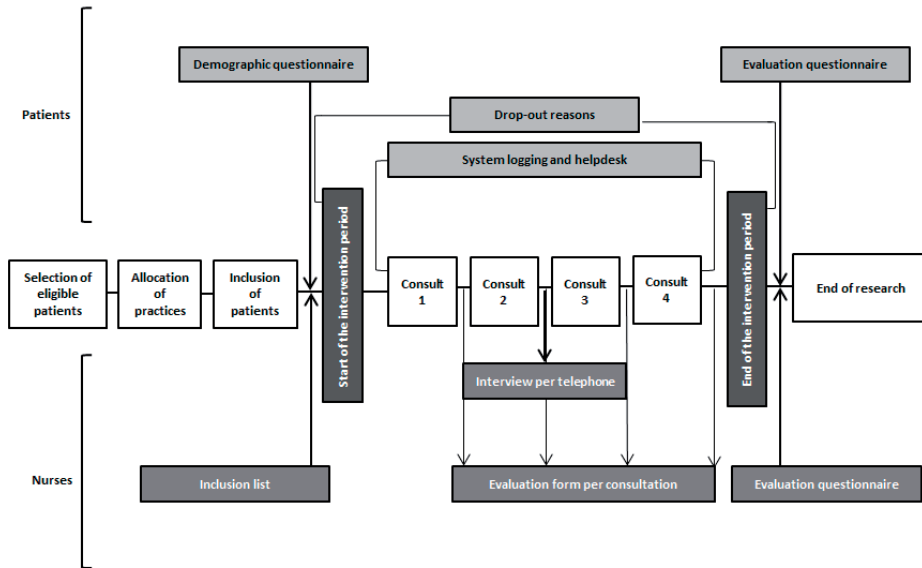 Demographic questionnaire
Evaluation questionnaire
Patients
Drop-out reasons
System logging and helpdesk
Start of the intervention period
End of the intervention period
Selection of
eligible
patients
Allocation
of
practices
Inclusion
of
patients
Consult
1
Consult
2
Consult
3
Consult
4
End of research
Interview per telephone
Nurses
Inclusion list
Evaluation form per consultation
Evaluation questionnaire